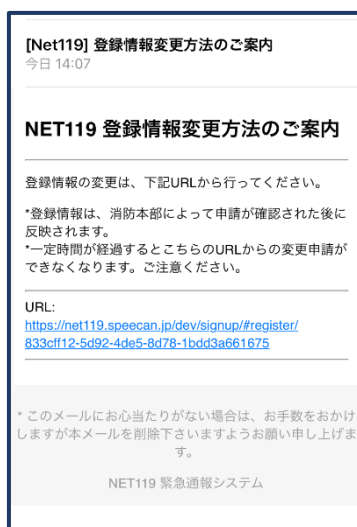 [Net119] 登録情報変更方法のご案内
今日 14:07
NET119 登録情報変更方法のご案内
登録情報の変更は、下記URLから行ってください。
*登録情報は、消防本部によって申請が確認された後に
反映されます。
*一定時間が経過するとこちらのURLからの変更申請が
できなくなります。ご注意ください。
URL:
https://net119.speecan.jp/dev/signup/#register/
833cff12-5d92-4de5-8d78-1bdd3a661675
* このメールにお心当たりがない場合は、お手数をおかけ
しますが本メールを削除下さいますようお願い申し上げま
す。
NET119 緊急通報システム